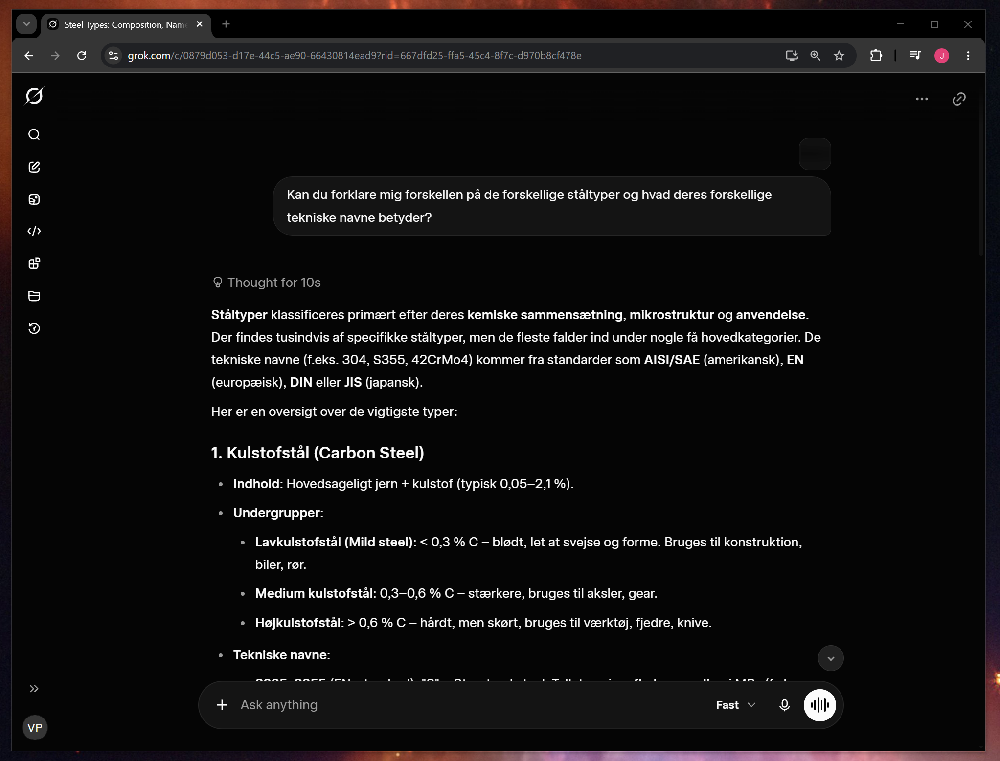 Steel Types: Composition, Nam
grok.com/c/0879d053-d17e-44c5-ae90-66430814ead9?rid=667dfd25-ffa5-45c4-8f7c-d970b8cf478e
J
Kan du forklare mig forskellen på de forskellige ståltyper og hvad deres forskellige
tekniske navne betyder?
Thought for 10s
Ståltyper klassificeres primært efter deres kemiske sammensætning, mikrostruktur og anvendelse.
Der findes tusindvis af specifikke ståltyper, men de fleste falder ind under nogle få hovedkategorier. De
tekniske navne (f.eks. 304, S355, 42CrMo4) kommer fra standarder som AISI/SAE (amerikansk), EN
(europæisk), DIN eller JIS (japansk).
Her er en oversigt over de vigtigste typer:
1. Kulstofstål (Carbon Steel)
• Indhold: Hovedsageligt jern + kulstof (typisk 0,05–2,1 %).
• Undergrupper:
• Lavkulstofstål (Mild steel): < 0,3 % C – blødt, let at svejse og forme. Bruges til konstruktion,
biler, rør.
• Medium kulstofstål: 0,3–0,6 % C – stærkere, bruges til aksler, gear.
• Højkulstofstål: > 0,6 % C – hårdt, men skørt, bruges til værktøj, fjedre, knive.
• Tekniske navne:
Ask anything
Fast
VP